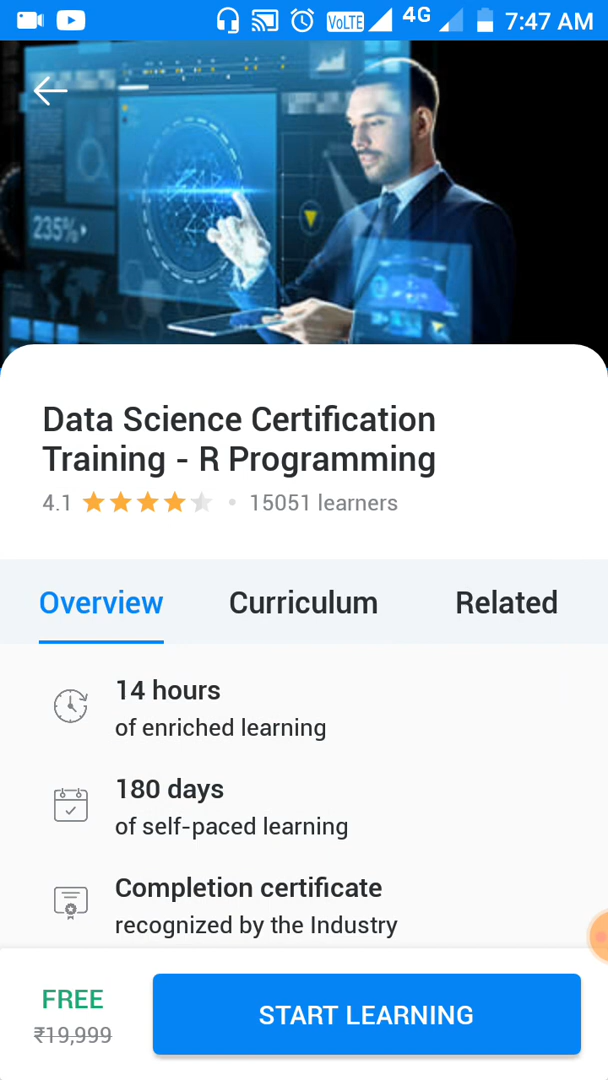 VoLTE 4G 7:47 AM
235%
Data Science Certification
Training - R Programming
4.1 • 15051 learners
Overview Curriculum Related
14 hours
of enriched learning
180 days
of self-paced learning
Completion certificate
recognized by the Industry
FREE
₹19,999
START LEARNING